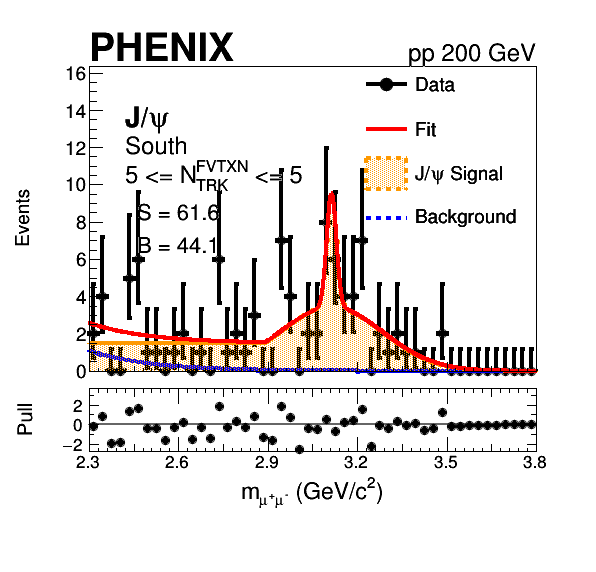 PHENIX pp 200 GeV
J/ψ
South
5 <= N_TRK^FVTXN <= 5
S = 61.6
B = 44.1
Data
Fit
J/ψ Signal
Background
Events
16
14
12
10
8
6
4
2
0
Pull
2
0
−2
2.3 2.6 2.9 3.2 3.5 3.8
m_μ⁺μ⁻ (GeV/c²)